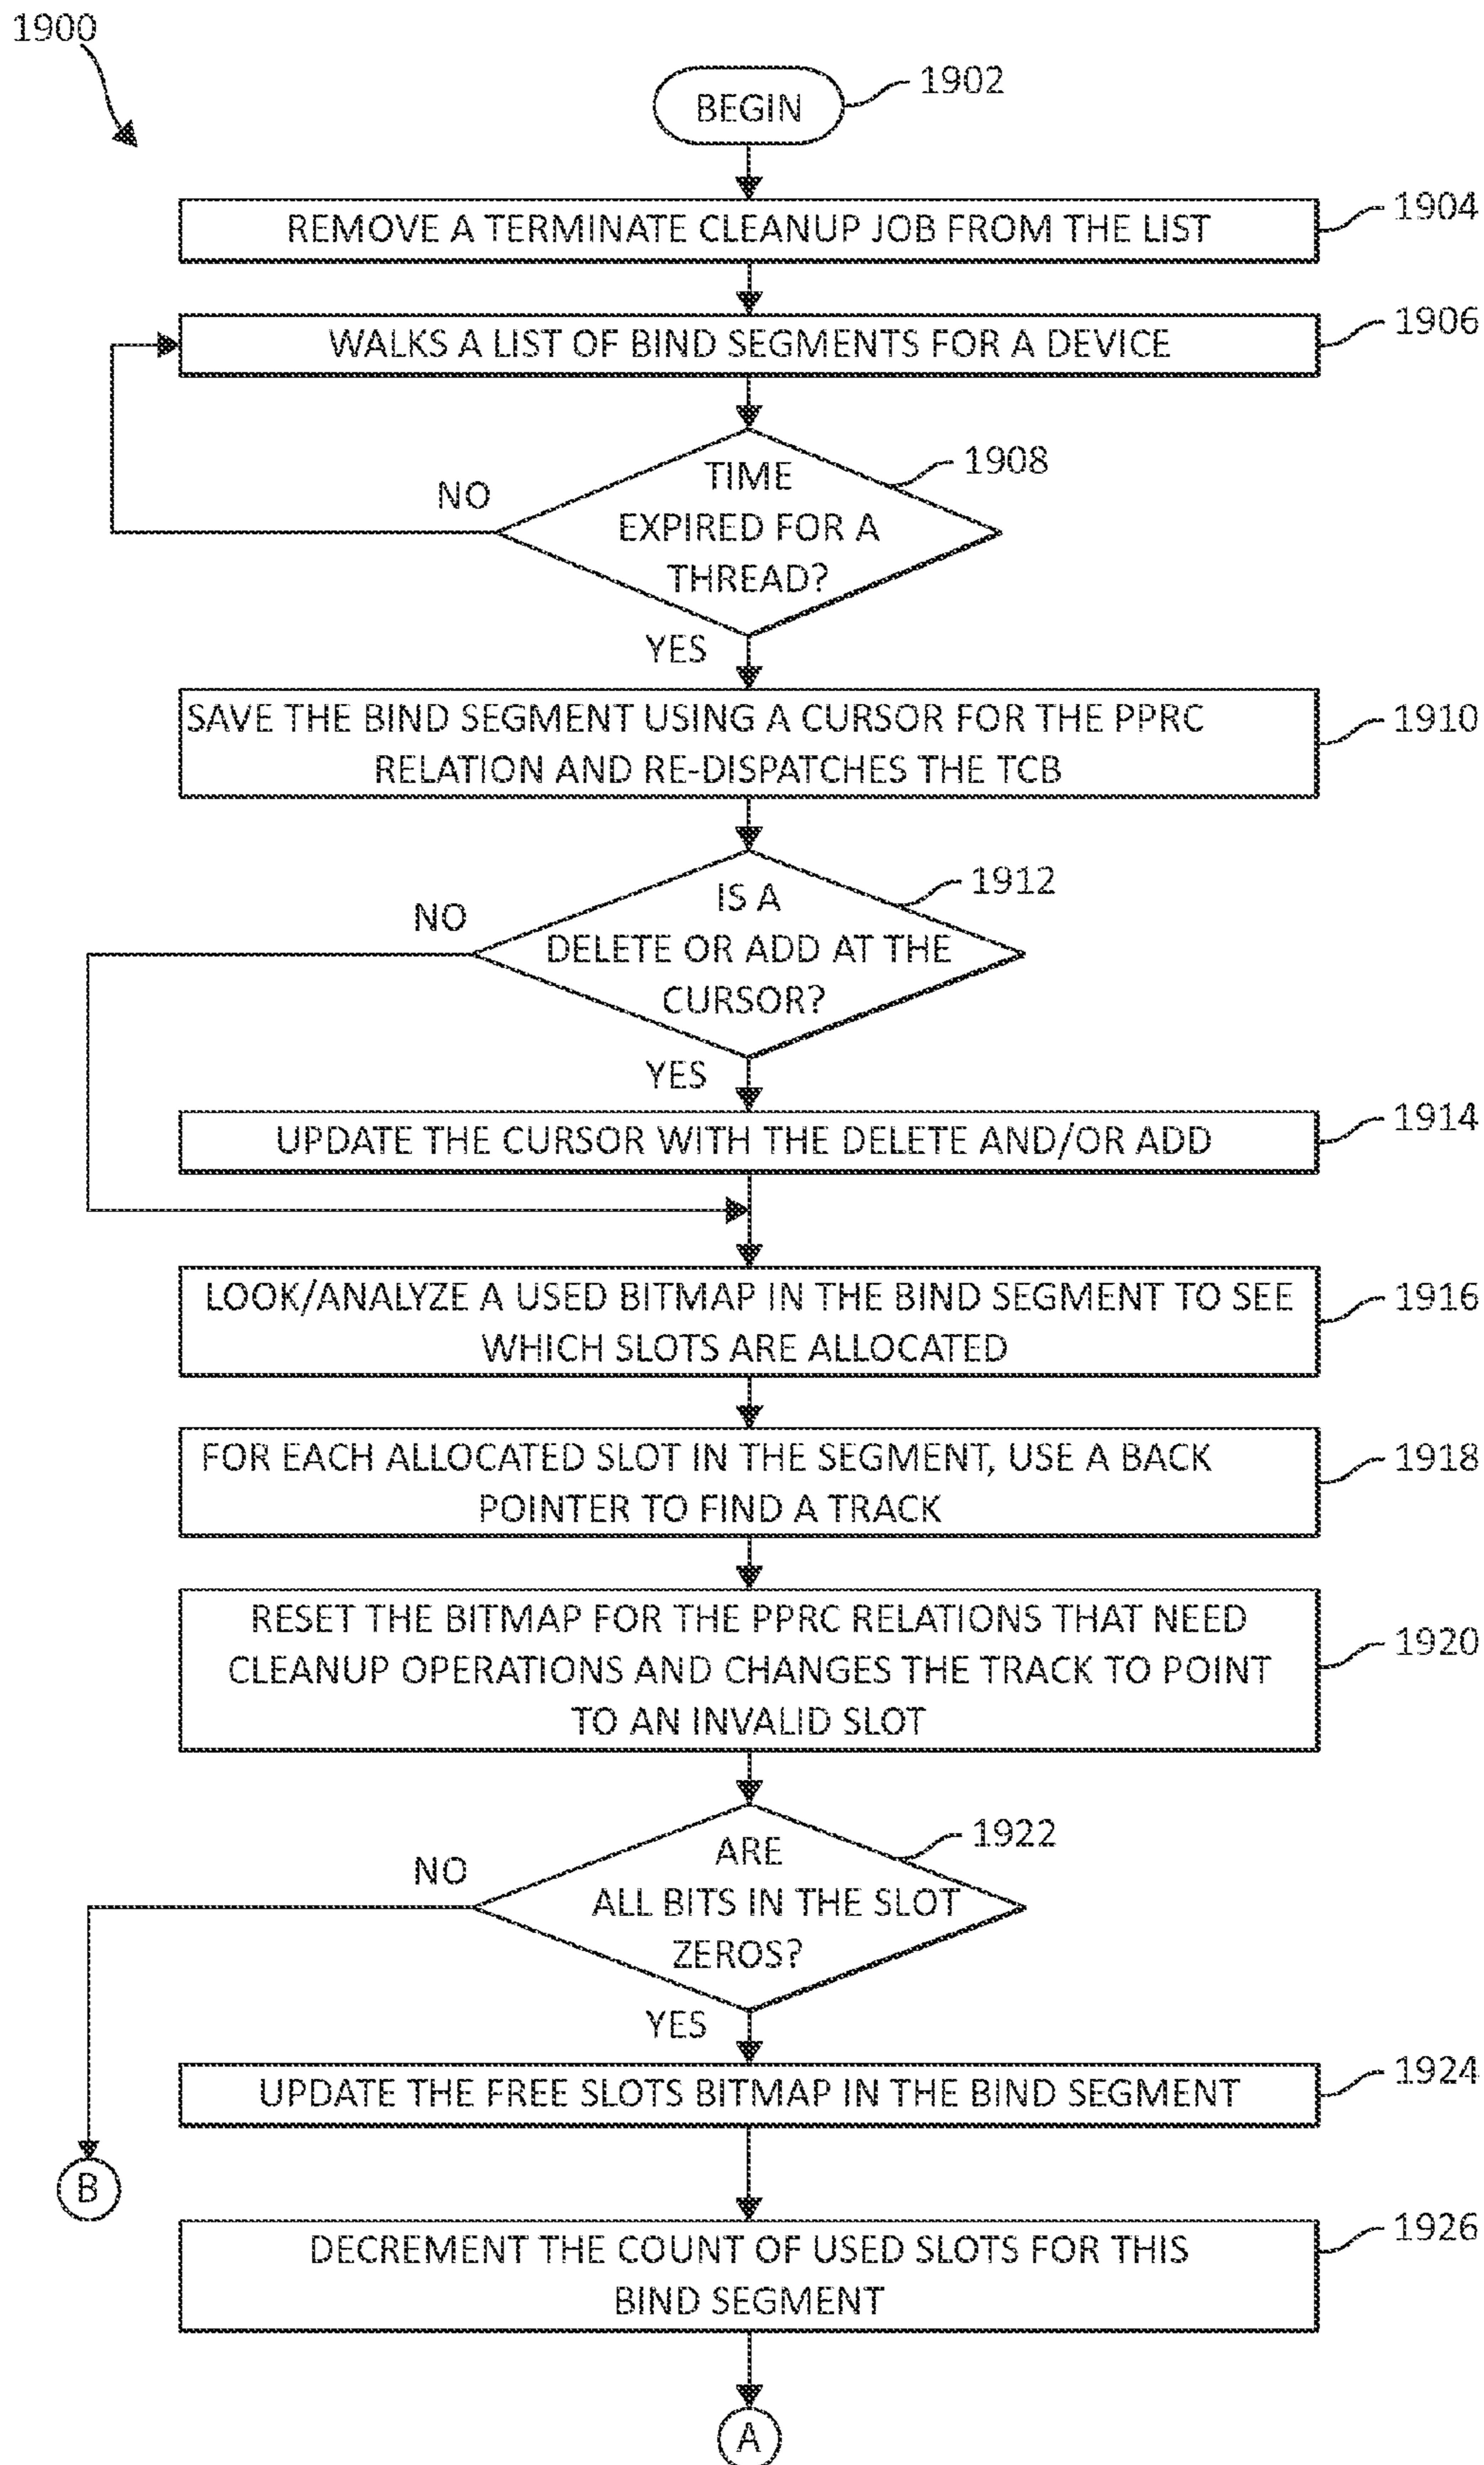 1900
BEGIN
1902
REMOVE A TERMINATE CLEANUP JOB FROM THE LIST
1904
WALKS A LIST OF BIND SEGMENTS FOR A DEVICE
1906
TIME
EXPIRED FOR A
THREAD?
1908
NO
YES
SAVE THE BIND SEGMENT USING A CURSOR FOR THE PPRC
RELATION AND RE-DISPATCHES THE TCB
1910
IS A
DELETE OR ADD AT THE
CURSOR?
1912
NO
YES
UPDATE THE CURSOR WITH THE DELETE AND/OR ADD
1914
LOOK/ANALYZE A USED BITMAP IN THE BIND SEGMENT TO SEE
WHICH SLOTS ARE ALLOCATED
1916
FOR EACH ALLOCATED SLOT IN THE SEGMENT, USE A BACK
POINTER TO FIND A TRACK
1918
RESET THE BITMAP FOR THE PPRC RELATIONS THAT NEED
CLEANUP OPERATIONS AND CHANGES THE TRACK TO POINT
TO AN INVALID SLOT
1920
ARE
ALL BITS IN THE SLOT
ZEROS?
1922
NO
YES
UPDATE THE FREE SLOTS BITMAP IN THE BIND SEGMENT
1924
B
DECREMENT THE COUNT OF USED SLOTS FOR THIS
BIND SEGMENT
1926
A